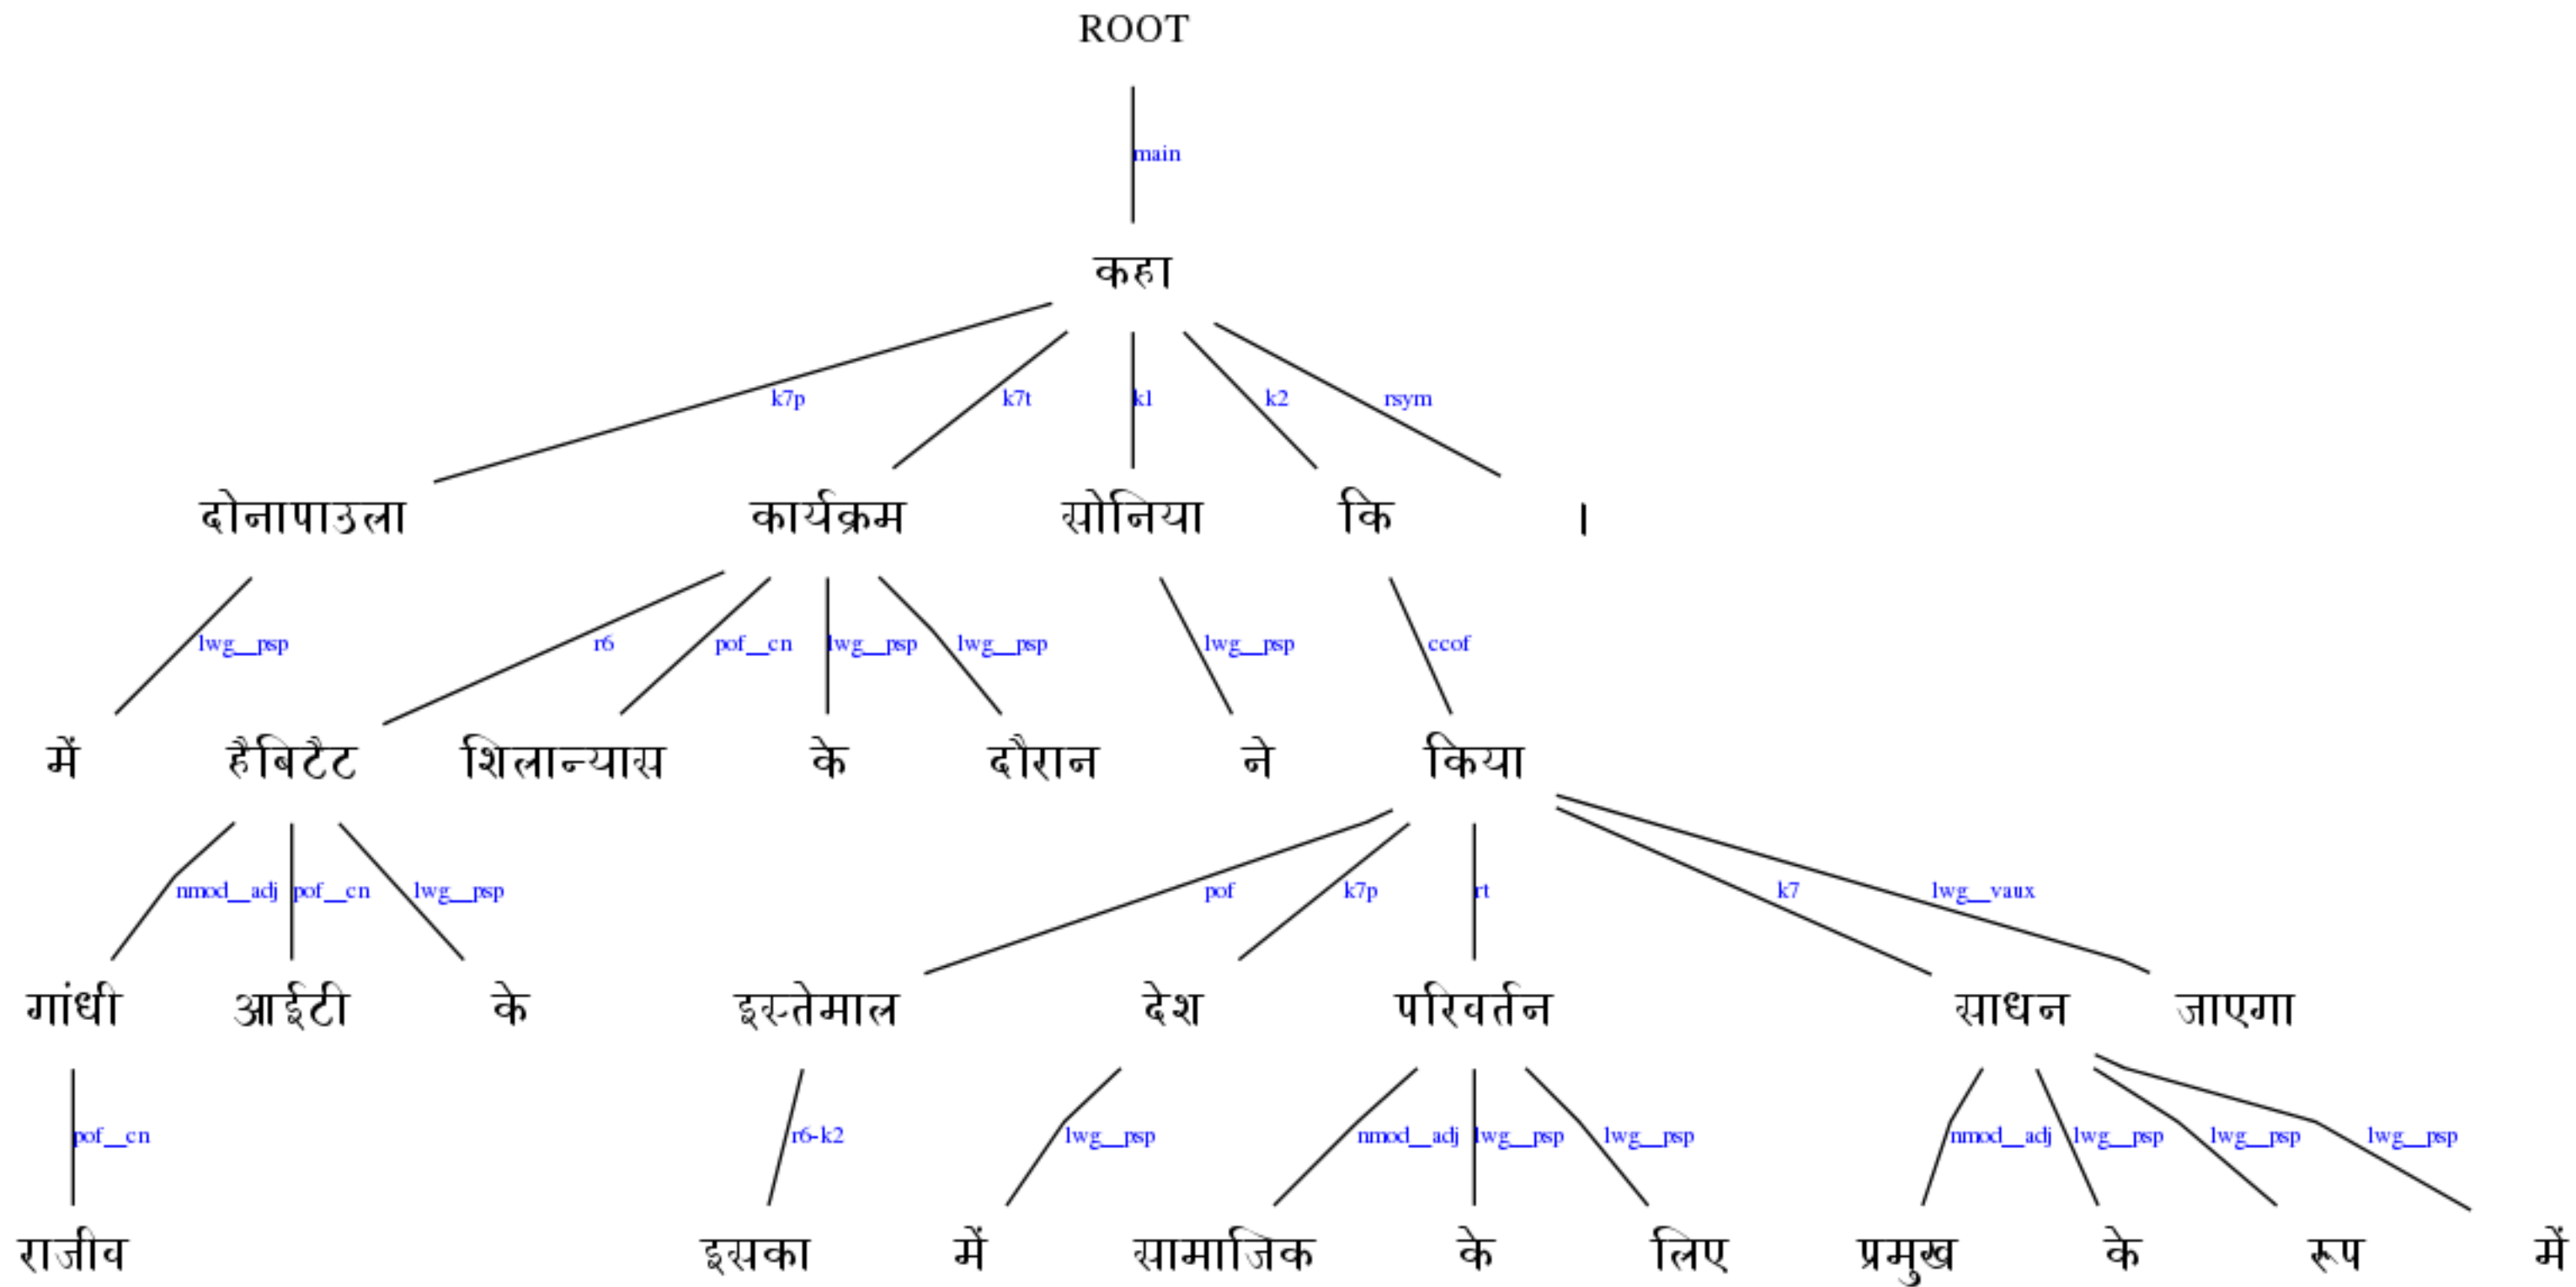 ROOT
main
कहा
k7p k7t k1 k2 rsym
दोनापाउला कार्यक्रम सोनिया कि ।
lwg__psp r6 pof__cn lwg__psp lwg__psp lwg__psp ccof
में हैबिटैट शिलान्यास के दौरान ने किया
nmod__adj pof__cn lwg__psp pof k7p rt k7 lwg__vaux
गांधी आईटी के इस्तेमाल देश परिवर्तन साधन जाएगा
pof__cn r6-k2 lwg__psp nmod__adj lwg__psp lwg__psp nmod__adj lwg__psp lwg__psp lwg__psp
राजीव इसका में सामाजिक के लिए प्रमुख के रूप में